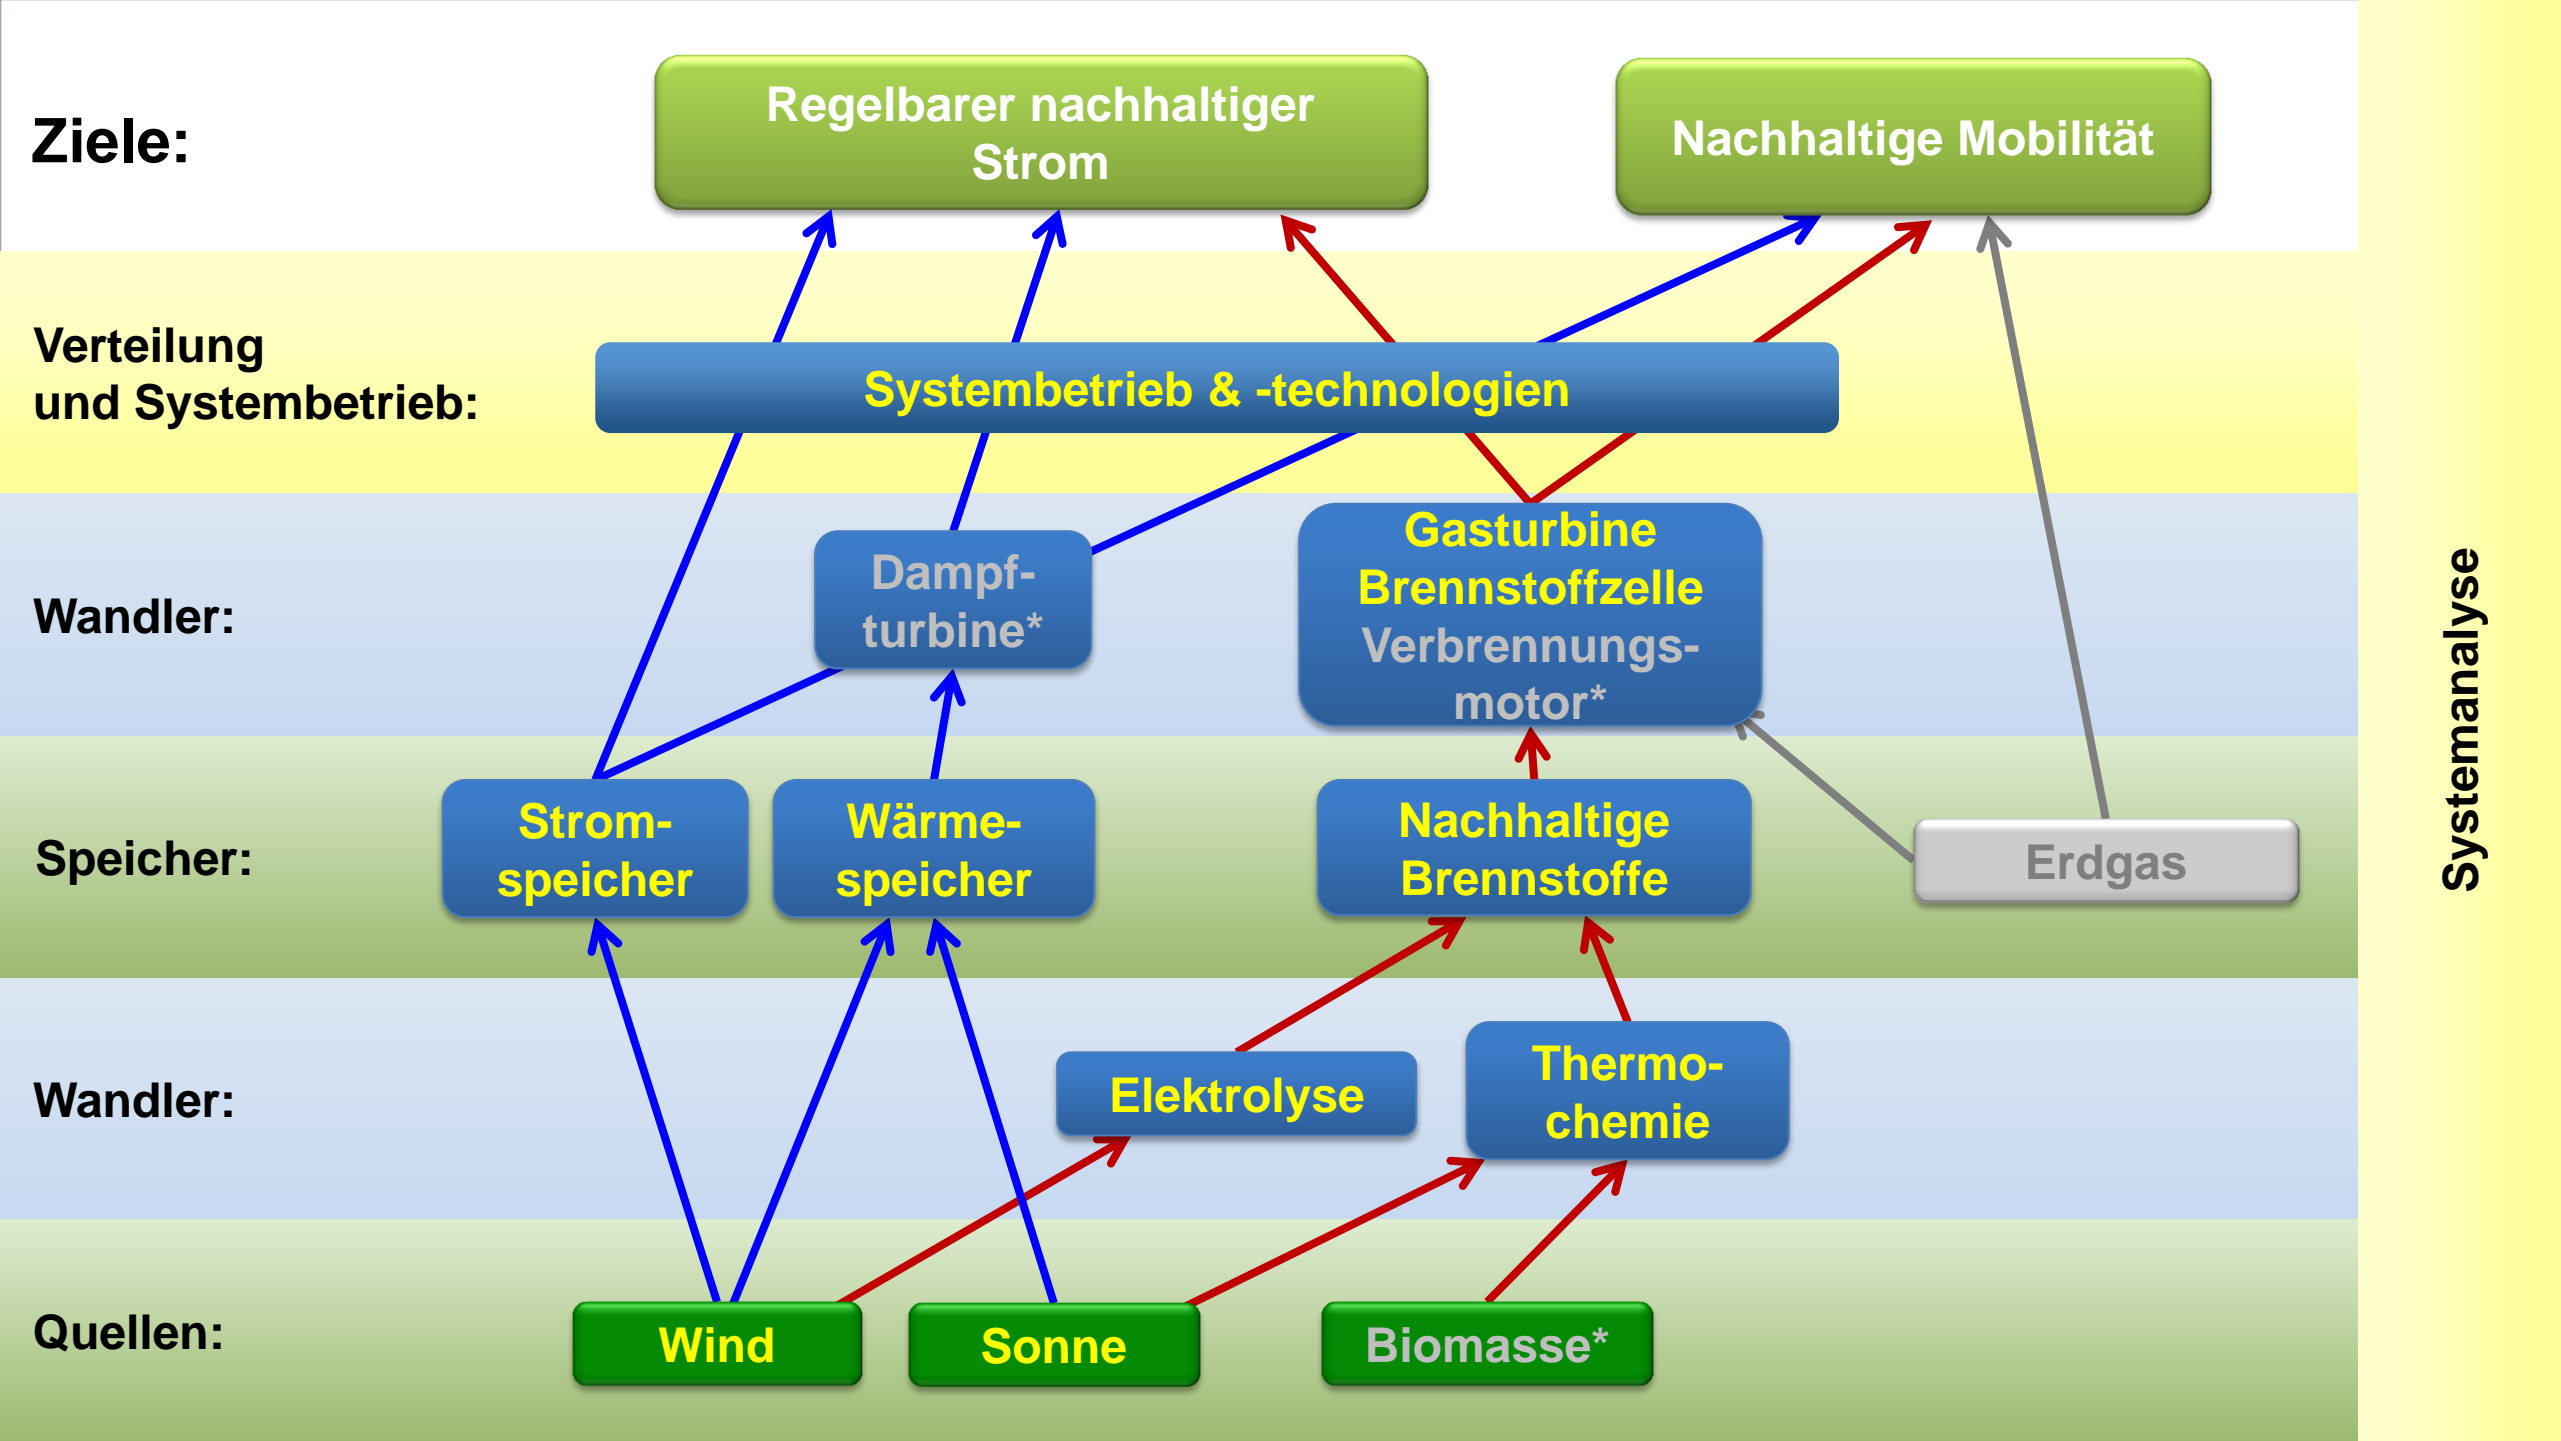 Ziele:
Regelbarer nachhaltiger
Strom
Nachhaltige Mobilität
Verteilung
und Systembetrieb:
Systembetrieb & -technologien
Wandler:
Dampf-
turbine*
Gasturbine
Brennstoffzelle
Verbrennungs-
motor*
Speicher:
Strom-
speicher
Wärme-
speicher
Nachhaltige
Brennstoffe
Erdgas
Wandler:
Elektrolyse
Thermo-
chemie
Quellen:
Wind
Sonne
Biomasse*
Systemanalyse